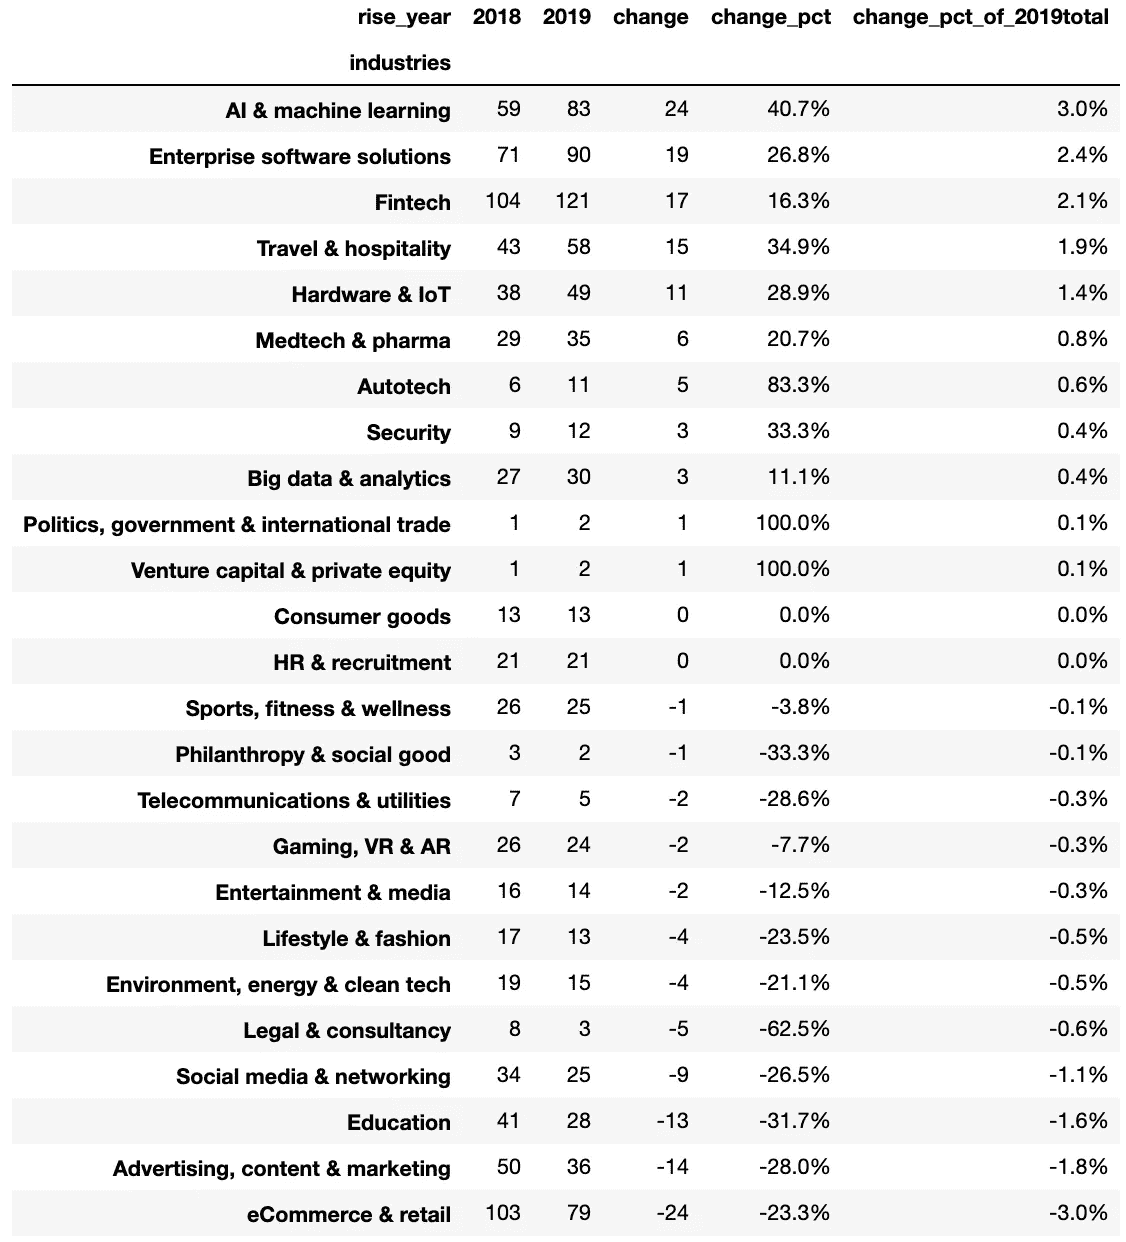 rise_year 2018 2019 change change_pct change_pct_of_2019total
industries
AI & machine learning 59 83 24 40.7% 3.0%
Enterprise software solutions 71 90 19 26.8% 2.4%
Fintech 104 121 17 16.3% 2.1%
Travel & hospitality 43 58 15 34.9% 1.9%
Hardware & IoT 38 49 11 28.9% 1.4%
Medtech & pharma 29 35 6 20.7% 0.8%
Autotech 6 11 5 83.3% 0.6%
Security 9 12 3 33.3% 0.4%
Big data & analytics 27 30 3 11.1% 0.4%
Politics, government & international trade 1 2 1 100.0% 0.1%
Venture capital & private equity 1 2 1 100.0% 0.1%
Consumer goods 13 13 0 0.0% 0.0%
HR & recruitment 21 21 0 0.0% 0.0%
Sports, fitness & wellness 26 25 -1 -3.8% -0.1%
Philanthropy & social good 3 2 -1 -33.3% -0.1%
Telecommunications & utilities 7 5 -2 -28.6% -0.3%
Gaming, VR & AR 26 24 -2 -7.7% -0.3%
Entertainment & media 16 14 -2 -12.5% -0.3%
Lifestyle & fashion 17 13 -4 -23.5% -0.5%
Environment, energy & clean tech 19 15 -4 -21.1% -0.5%
Legal & consultancy 8 3 -5 -62.5% -0.6%
Social media & networking 34 25 -9 -26.5% -1.1%
Education 41 28 -13 -31.7% -1.6%
Advertising, content & marketing 50 36 -14 -28.0% -1.8%
eCommerce & retail 103 79 -24 -23.3% -3.0%